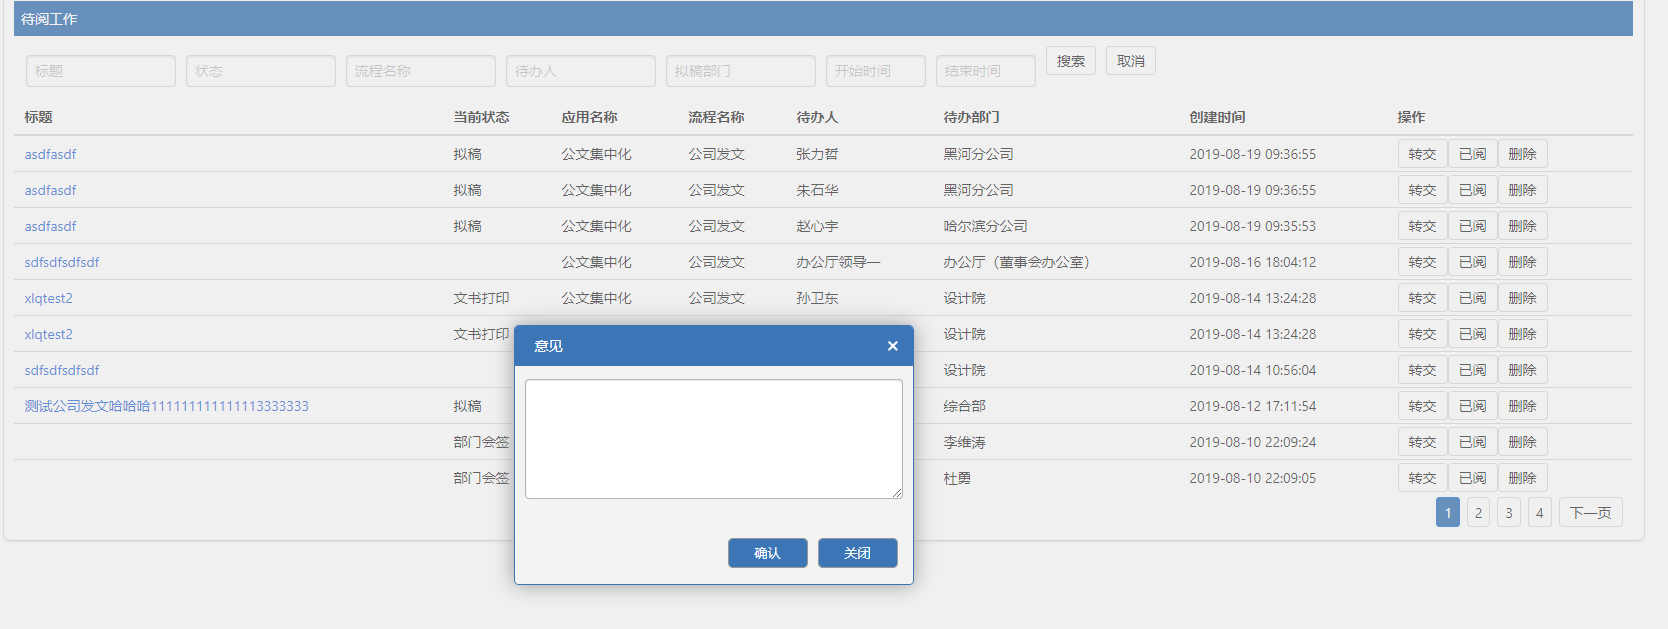 待阅工作
标题 状态 流程名称 待办人 拟稿部门 开始时间 结束时间 搜索 取消
标题 当前状态 应用名称 流程名称 待办人 待办部门 创建时间 操作
asdfasdf 拟稿 公文集中化 公司发文 张力哲 黑河分公司 2019-08-19 09:36:55 转交 已阅 删除
asdfasdf 拟稿 公文集中化 公司发文 朱石华 黑河分公司 2019-08-19 09:36:55 转交 已阅 删除
asdfasdf 拟稿 公文集中化 公司发文 赵心宇 哈尔滨分公司 2019-08-19 09:35:53 转交 已阅 删除
sdfsdfsdfsdf 公文集中化 公司发文 办公厅领导一 办公厅（董事会办公室） 2019-08-16 18:04:12 转交 已阅 删除
xlqtest2 文书打印 公文集中化 公司发文 孙卫东 设计院 2019-08-14 13:24:28 转交 已阅 删除
xlqtest2 文书打印 设计院 2019-08-14 13:24:28 转交 已阅 删除
sdfsdfsdfsdf 设计院 2019-08-14 10:56:04 转交 已阅 删除
测试公司发文哈哈哈111111111111113333333 拟稿 综合部 2019-08-12 17:11:54 转交 已阅 删除
部门会签 李维涛 2019-08-10 22:09:24 转交 已阅 删除
部门会签 杜勇 2019-08-10 22:09:05 转交 已阅 删除
1 2 3 4 下一页
意见 ×
确认 关闭